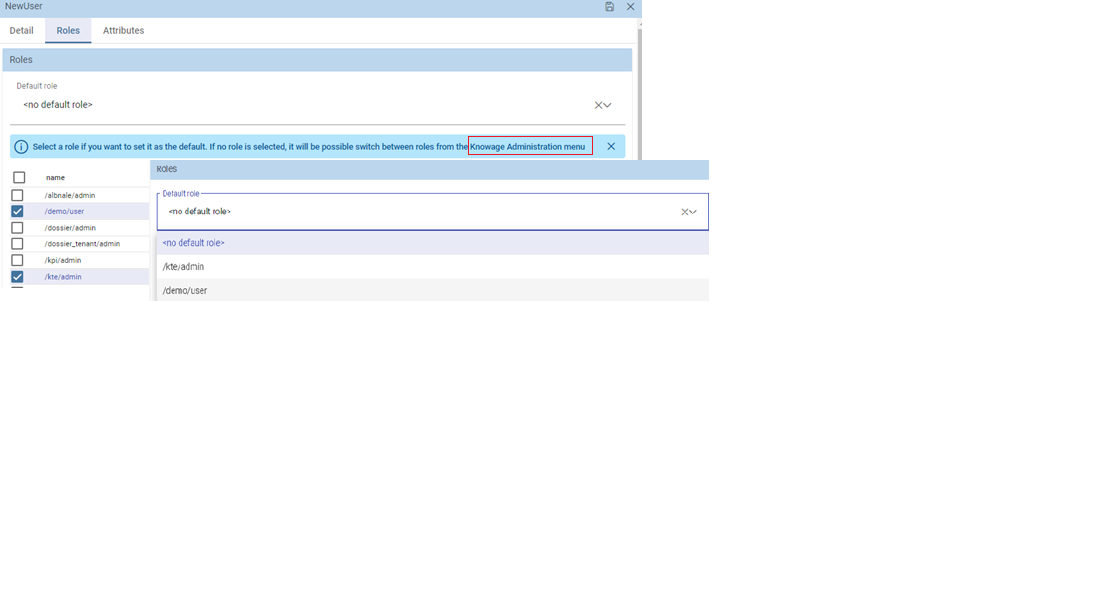 NewUser
Detail Roles Attributes
Roles
Default role
<no default role>
Select a role if you want to set it as the default. If no role is selected, it will be possible switch between roles from the Knowage Administration menu
name
/albnale/admin
/demo/user
/dossier/admin
/dossier_tenant/admin
/kpi/admin
/kte/admin
Roles
Default role
<no default role>
<no default role>
/kte/admin
/demo/user